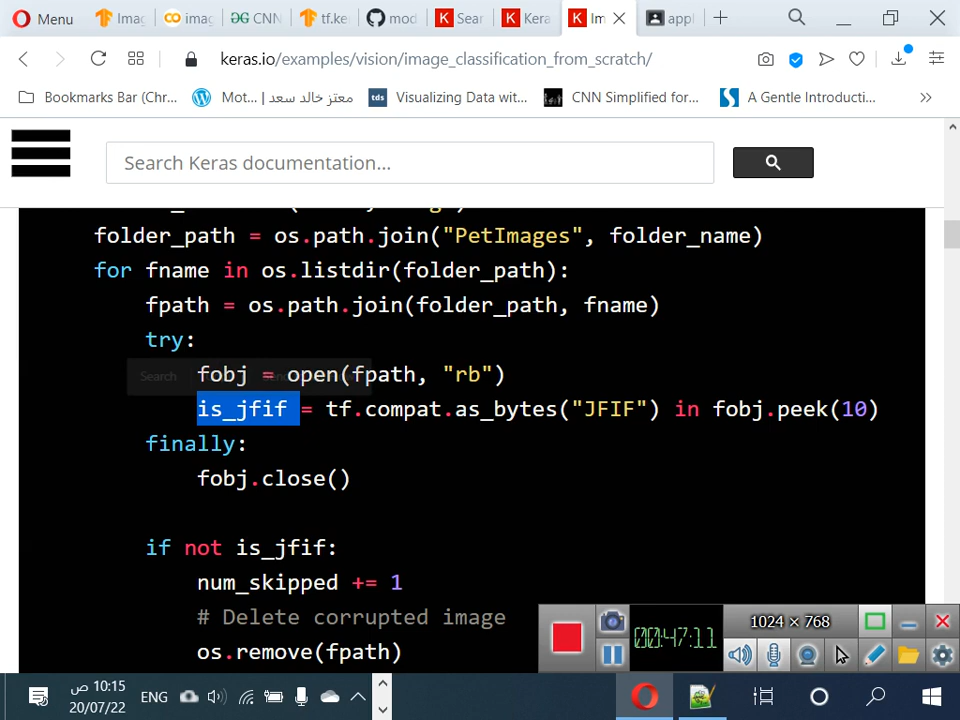 Menu
Imag
imag
CNN
tf.ke
mod
Sear
Kera
Im
appl
keras.io/examples/vision/image_classification_from_scratch/
Bookmarks Bar (Chr...
Mot... | معتز خالد سعد
tds
Visualizing Data wit...
CNN Simplified for...
A Gentle Introducti...
Search Keras documentation...
folder_path = os.path.join("PetImages", folder_name)
for fname in os.listdir(folder_path):
fpath = os.path.join(folder_path, fname)
try:
Search
fobj = open(fpath, "rb")
is_jfif = tf.compat.as_bytes("JFIF") in fobj.peek(10)
finally:
fobj.close()
if not is_jfif:
num_skipped += 1
# Delete corrupted image
os.remove(fpath)
1024 × 768
00:47:11
10:15 ص
20/07/22
ENG